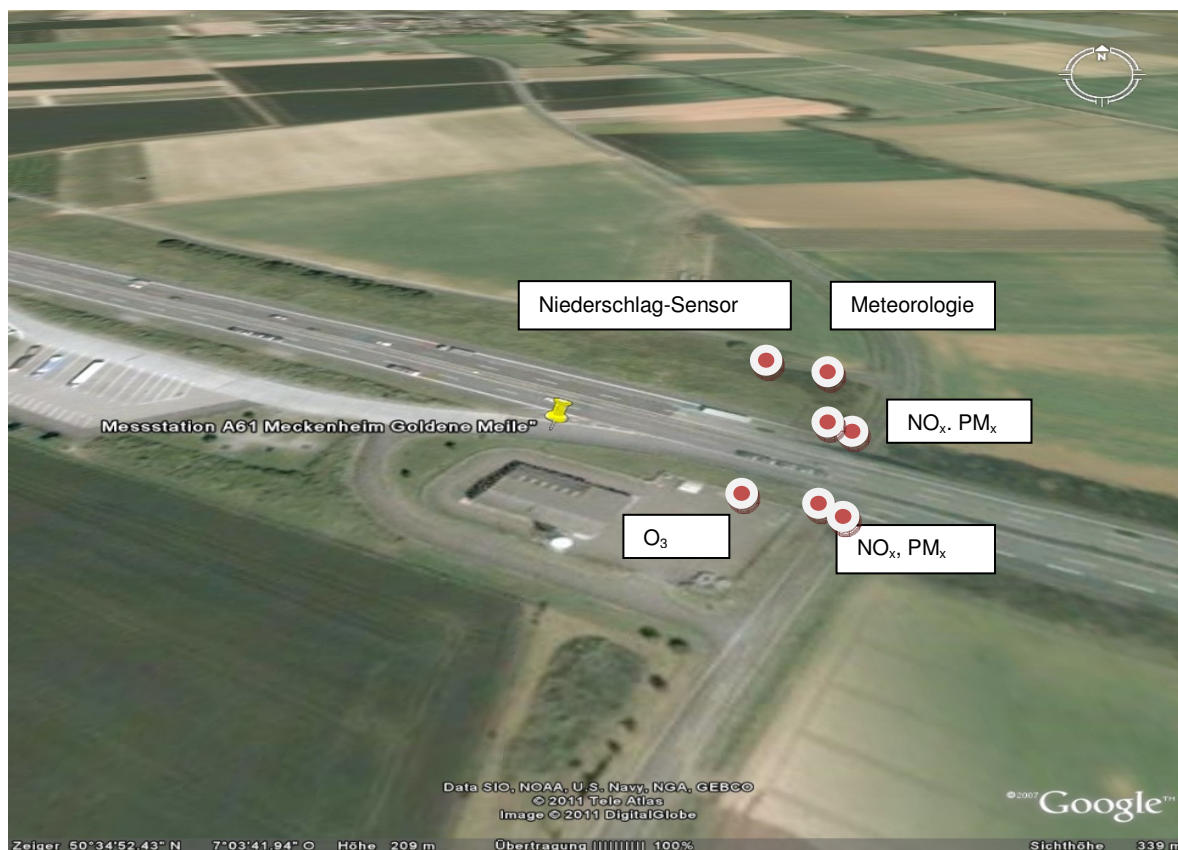 N
Niederschlag-Sensor
Meteorologie
Messstation A61 Meckenheim Goldene Meile"
NOx. PMx
O3
NOx, PMx
Data SIO, NOAA, U.S. Navy, NGA, GEBCO
© 2011 Tele Atlas
Image © 2011 DigitalGlobe
©2007 Google™
Zeiger 50°34'52.43" N 7°03'41.94" O Höhe 209 m Übertragung |||||||||| 100% Sichthöhe 339 m